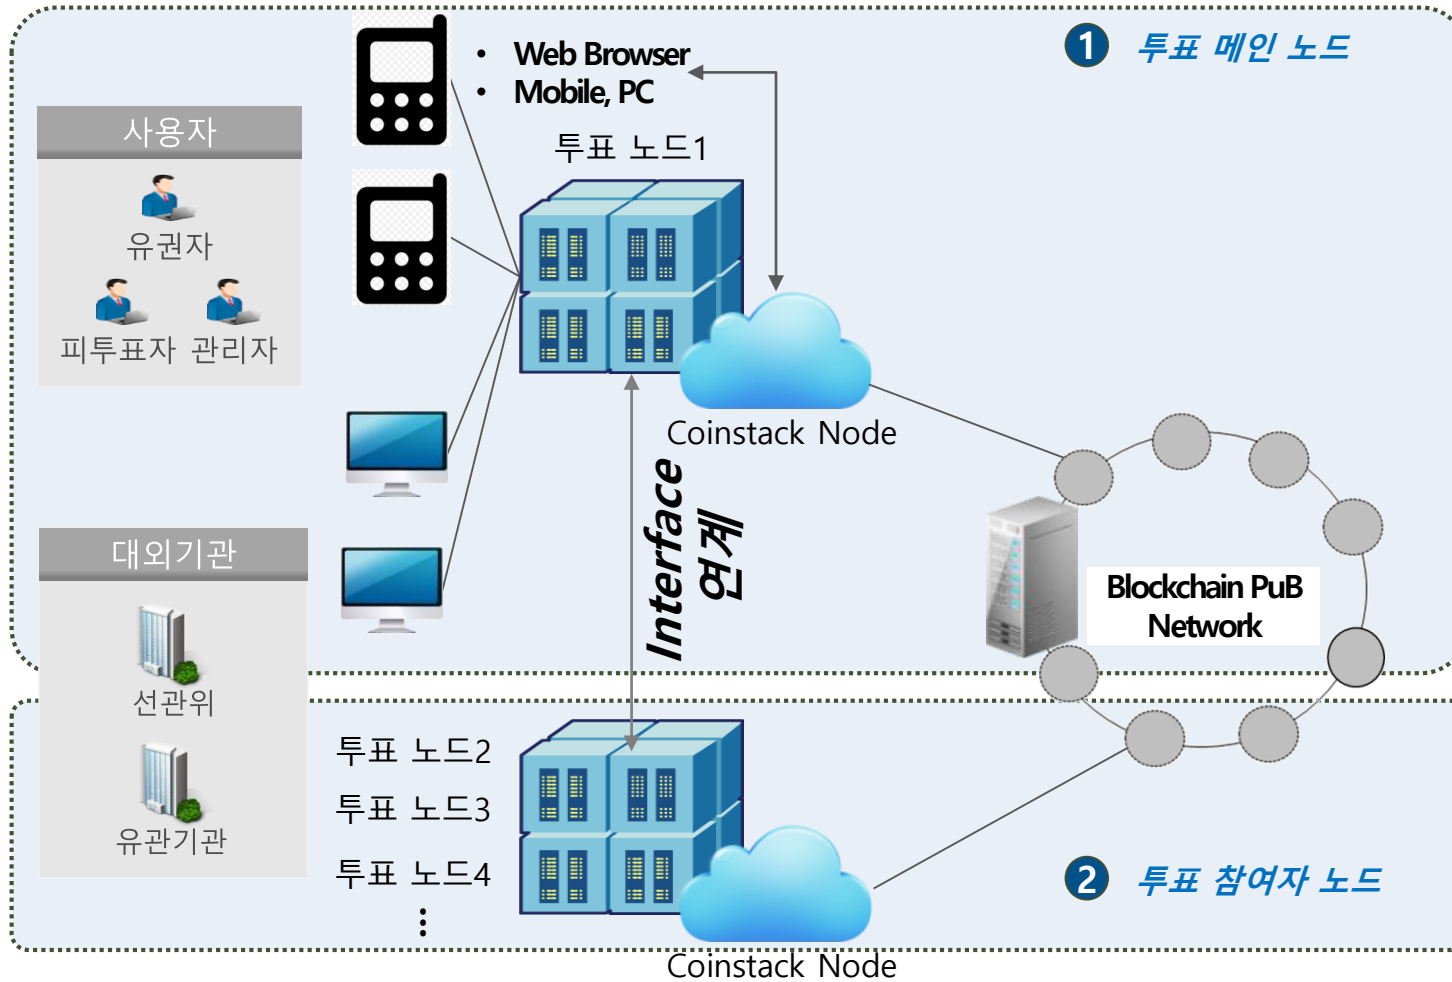 1 투표 메인 노드
• Web Browser
• Mobile, PC
투표 노드1
사용자
유권자
피투표자 관리자
Coinstack Node
Interface
연계
대외기관
선관위
유관기관
Blockchain PuB
Network
투표 노드2
투표 노드3
투표 노드4
⋮
2 투표 참여자 노드
Coinstack Node